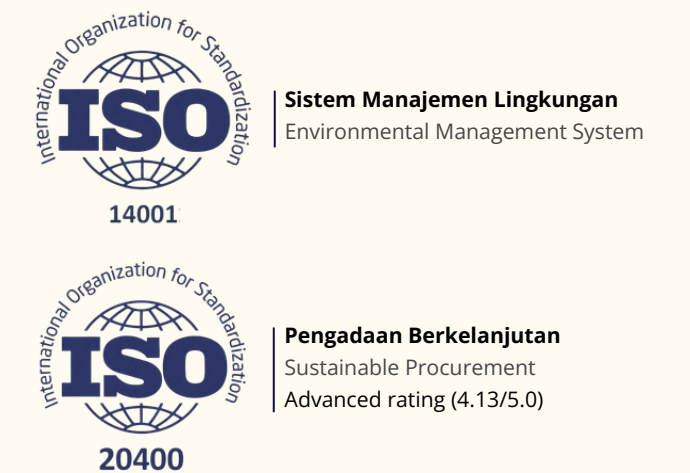 International Organization for Standardization
ISO
14001
Sistem Manajemen Lingkungan
Environmental Management System
International Organization for Standardization
ISO
20400
Pengadaan Berkelanjutan
Sustainable Procurement
Advanced rating (4.13/5.0)